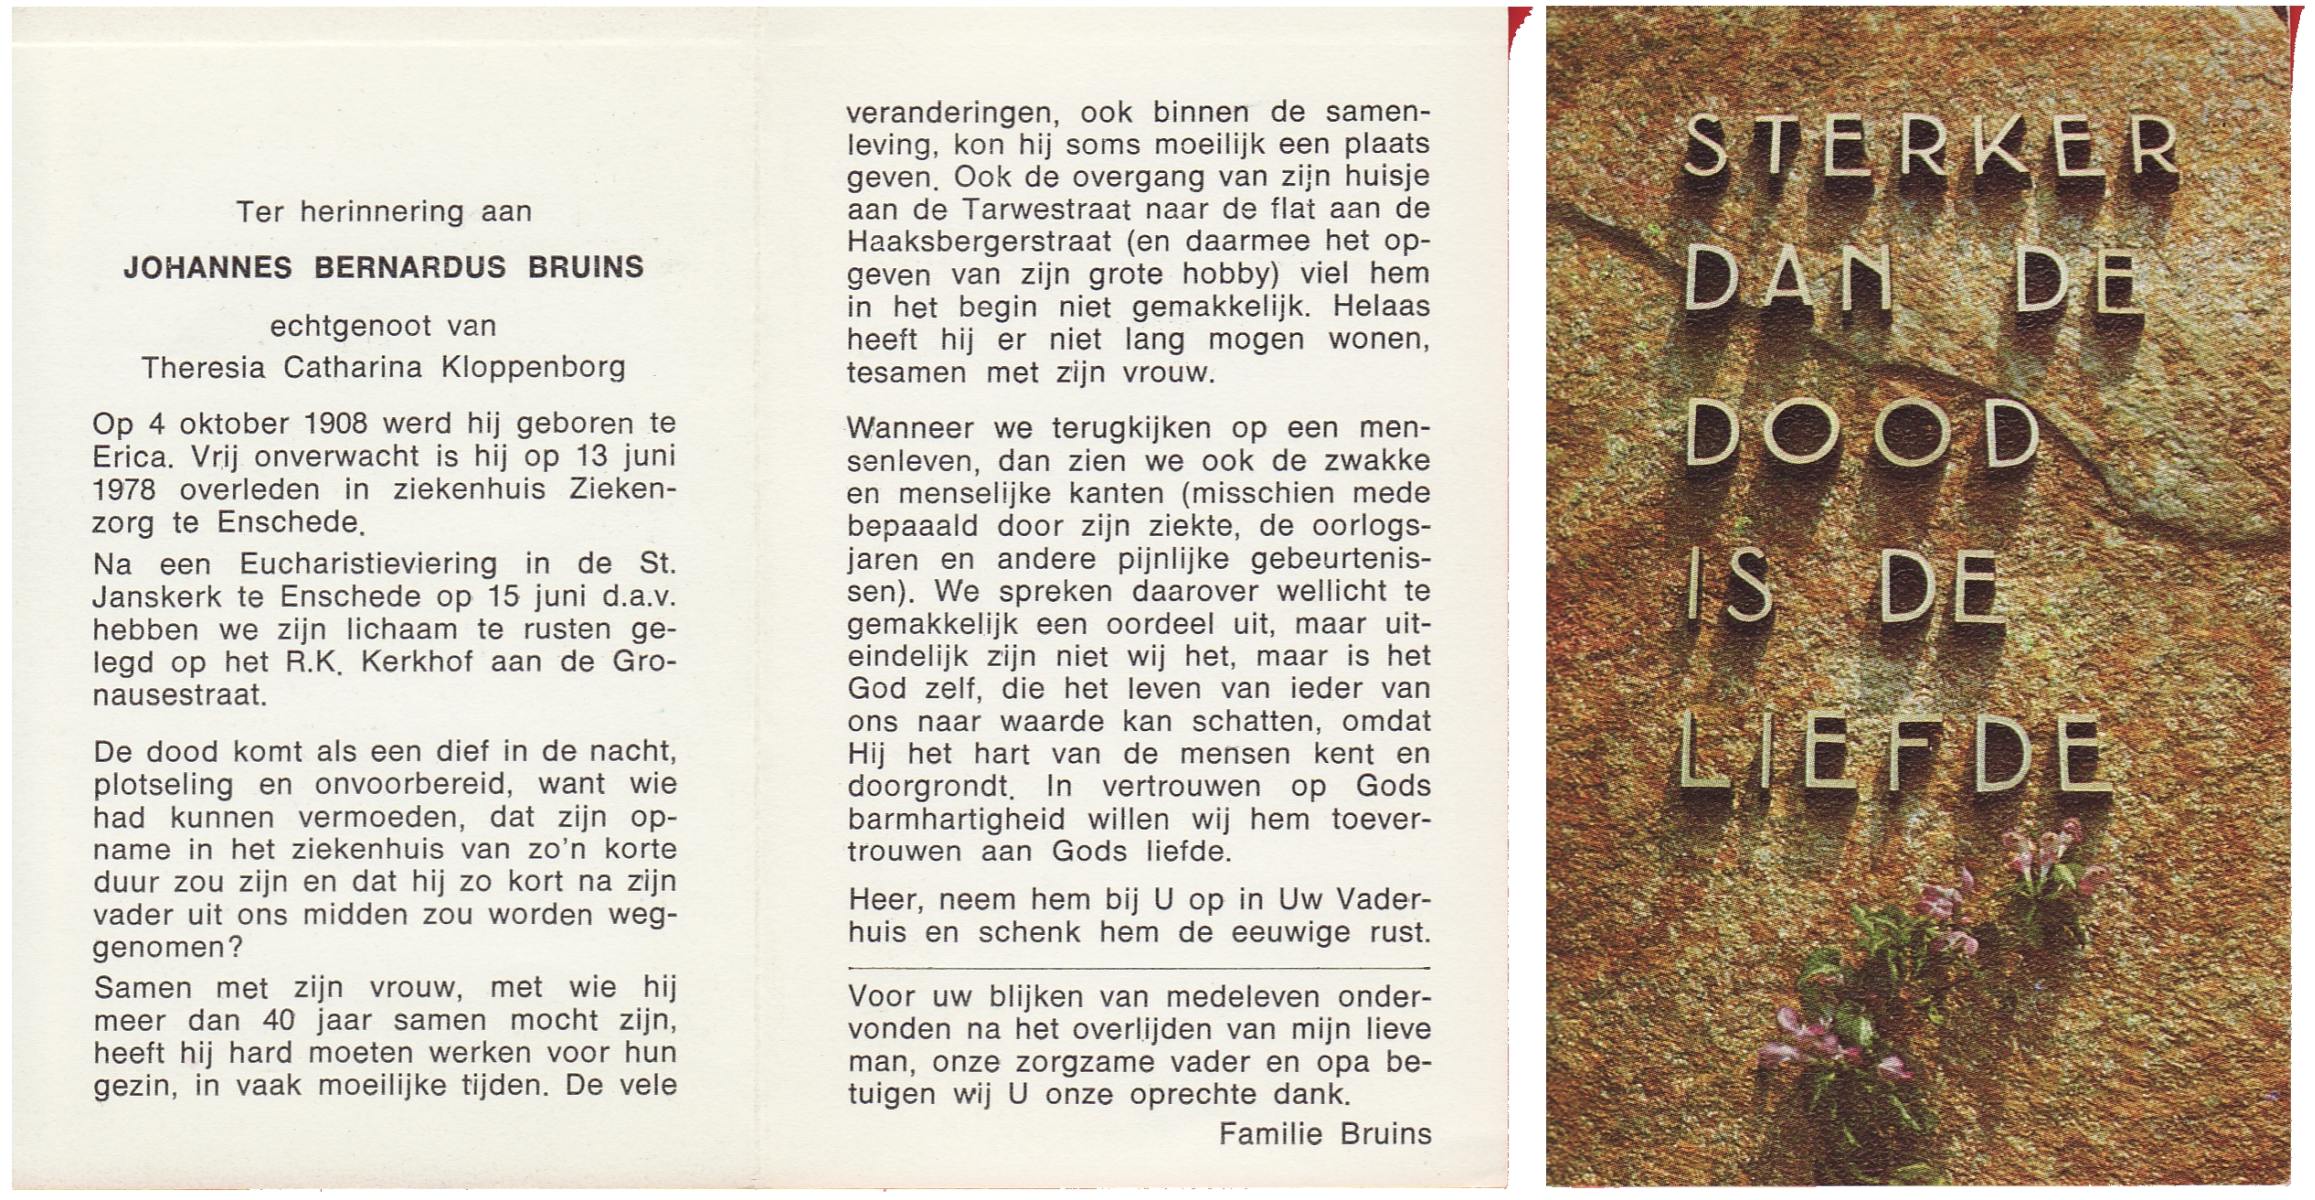 Ter herinnering aan
JOHANNES BERNARDUS BRUINS
echtgenoot van
Theresia Catharina Kloppenborg
Op 4 oktober 1908 werd hij geboren te
Erica. Vrij onverwacht is hij op 13 juni
1978 overleden in ziekenhuis Zieken-
zorg te Enschede.
Na een Eucharistieviering in de St.
Janskerk te Enschede op 15 juni d.a.v.
hebben we zijn lichaam te rusten ge-
legd op het R.K. Kerkhof aan de Gro-
nausestraat.
De dood komt als een dief in de nacht,
plotseling en onvoorbereid, want wie
had kunnen vermoeden, dat zijn op-
name in het ziekenhuis van zo'n korte
duur zou zijn en dat hij zo kort na zijn
vader uit ons midden zou worden weg-
genomen?
Samen met zijn vrouw, met wie hij
meer dan 40 jaar samen mocht zijn,
heeft hij hard moeten werken voor hun
gezin, in vaak moeilijke tijden. De vele
veranderingen, ook binnen de samen-
leving, kon hij soms moeilijk een plaats
geven. Ook de overgang van zijn huisje
aan de Tarwestraat naar de flat aan de
Haaksbergerstraat (en daarmee het op-
geven van zijn grote hobby) viel hem
in het begin niet gemakkelijk. Helaas
heeft hij er niet lang mogen wonen,
tesamen met zijn vrouw.
Wanneer we terugkijken op een men-
senleven, dan zien we ook de zwakke
en menselijke kanten (misschien mede
bepaaald door zijn ziekte, de oorlogs-
jaren en andere pijnlijke gebeurtenis-
sen). We spreken daarover wellicht te
gemakkelijk een oordeel uit, maar uit-
eindelijk zijn niet wij het, maar is het
God zelf, die het leven van ieder van
ons naar waarde kan schatten, omdat
Hij het hart van de mensen kent en
doorgrondt. In vertrouwen op Gods
barmhartigheid willen wij hem toever-
trouwen aan Gods liefde.
Heer, neem hem bij U op in Uw Vader-
huis en schenk hem de eeuwige rust.
Voor uw blijken van medeleven onder-
vonden na het overlijden van mijn lieve
man, onze zorgzame vader en opa be-
tuigen wij U onze oprechte dank.
Familie Bruins
STERKER
DAN DE
DOOD
IS DE
LIEFDE